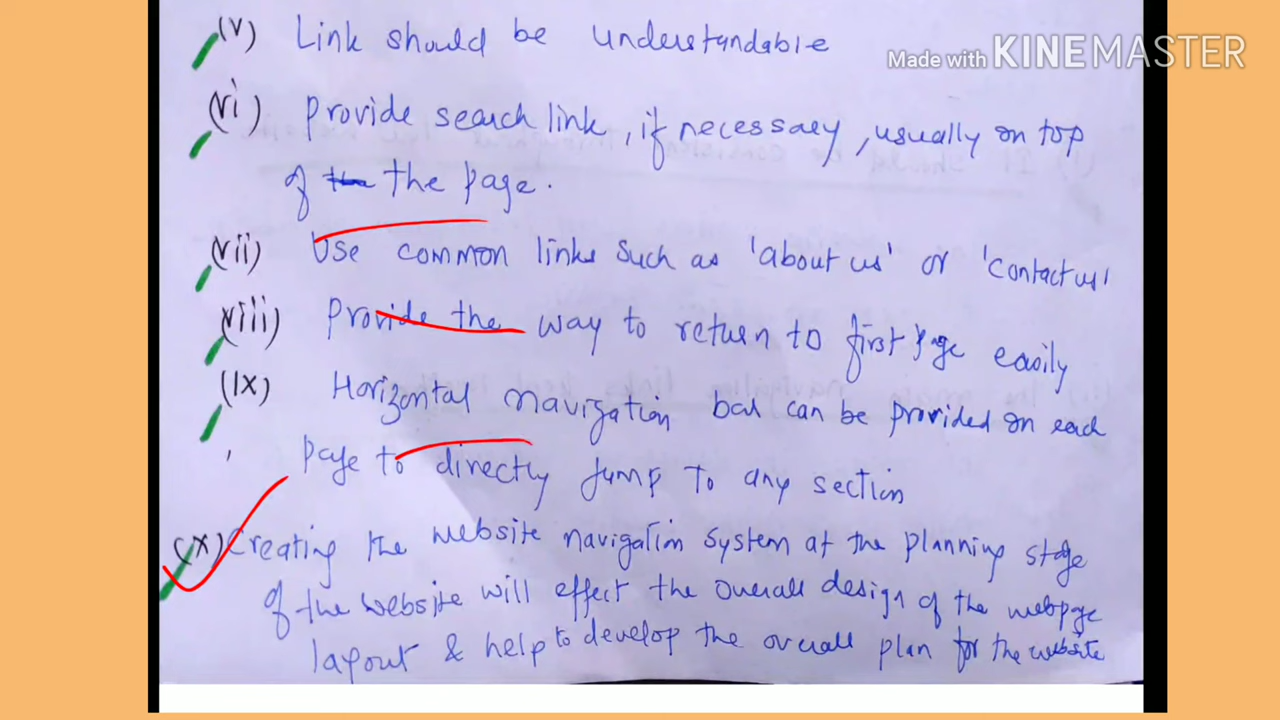 (v) Link should be understandable
Made with KINEMASTER
(vi) Provide search link, if necessary, usually on top
of the the page.
(vii) Use common links such as 'about us' or 'contact us'
(viii) Provide the way to return to first page easily
(ix) Horizontal navigation bar can be provided on each
page to directly jump to any section
(x) Creating the website navigation system at the planning stage
of the website will effect the overall design of the webpge
layout & help to develop the overall plan for the website